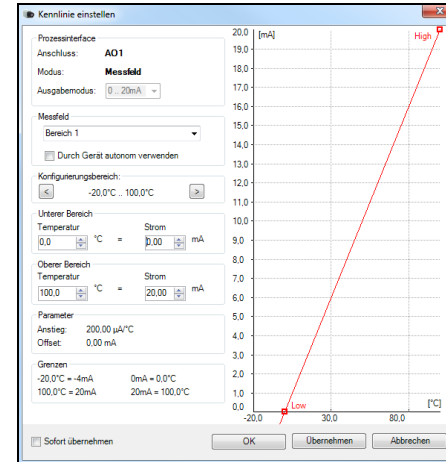 Kennlinie einstellen
Prozessinterface
Anschluss: AO1
Modus: Messfeld
Ausgabemodus: 0 .. 20mA
Messfeld
Bereich 1
Durch Gerät autonom verwenden
Konfigurierungsbereich:
< -20,0°C .. 100,0°C >
Unterer Bereich
Temperatur Strom
0,0 °C = 0,00 mA
Oberer Bereich
Temperatur Strom
100,0 °C = 20,00 mA
Parameter
Anstieg: 200,00 µA/°C
Offset: 0,00 mA
Grenzen
-20,0°C = -4mA 0mA = 0,0°C
100,0°C = 20mA 20mA = 100,0°C
20,0 [mA]
High
19,0
18,0
17,0
16,0
15,0
14,0
13,0
12,0
11,0
10,0
9,0
8,0
7,0
6,0
5,0
4,0
3,0
2,0
1,0
0,0 Low [°C]
-20,0 30,0 80,0
Sofort übernehmen OK Übernehmen Abbrechen